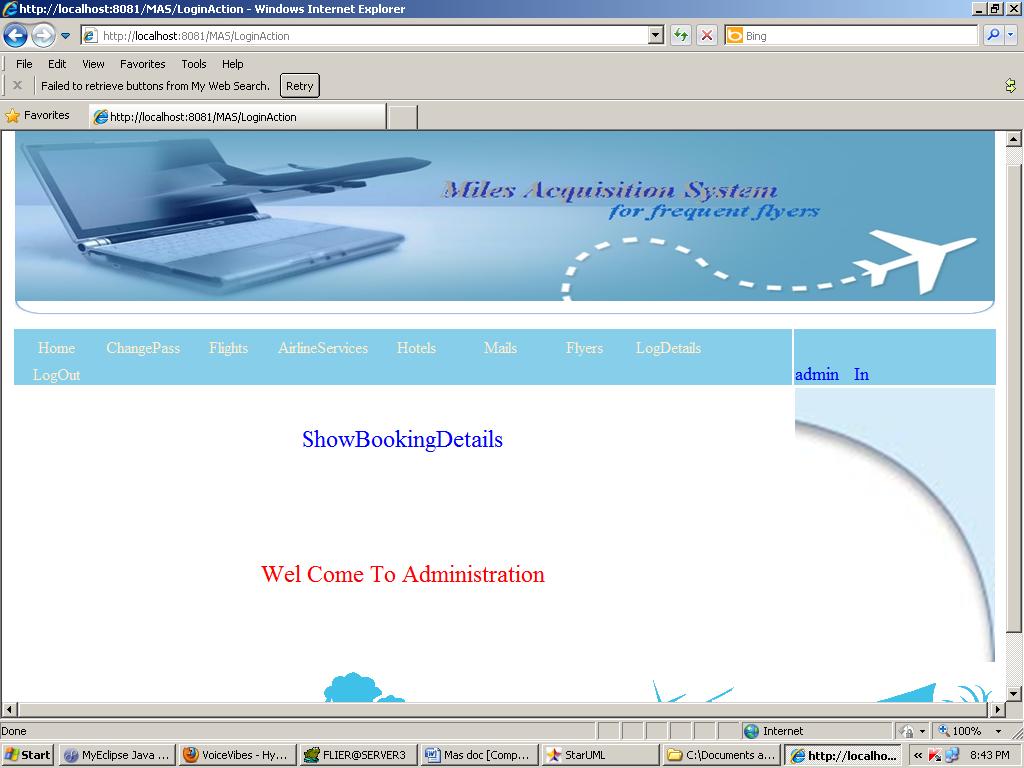 http://localhost:8081/MAS/LoginAction - Windows Internet Explorer
http://localhost:8081/MAS/LoginAction
Bing
File Edit View Favorites Tools Help
Failed to retrieve buttons from My Web Search. Retry
Favorites http://localhost:8081/MAS/LoginAction
Miles Acquisition System
for frequent flyers
Home ChangePass Flights AirlineServices Hotels Mails Flyers LogDetails
LogOut admin In
ShowBookingDetails
Wel Come To Administration
Done Internet 100%
Start MyEclipse Java ... VoiceVibes - Hy... FLIER@SERVER3 Mas doc [Comp... StarUML C:\Documents a... http://localho... 8:43 PM